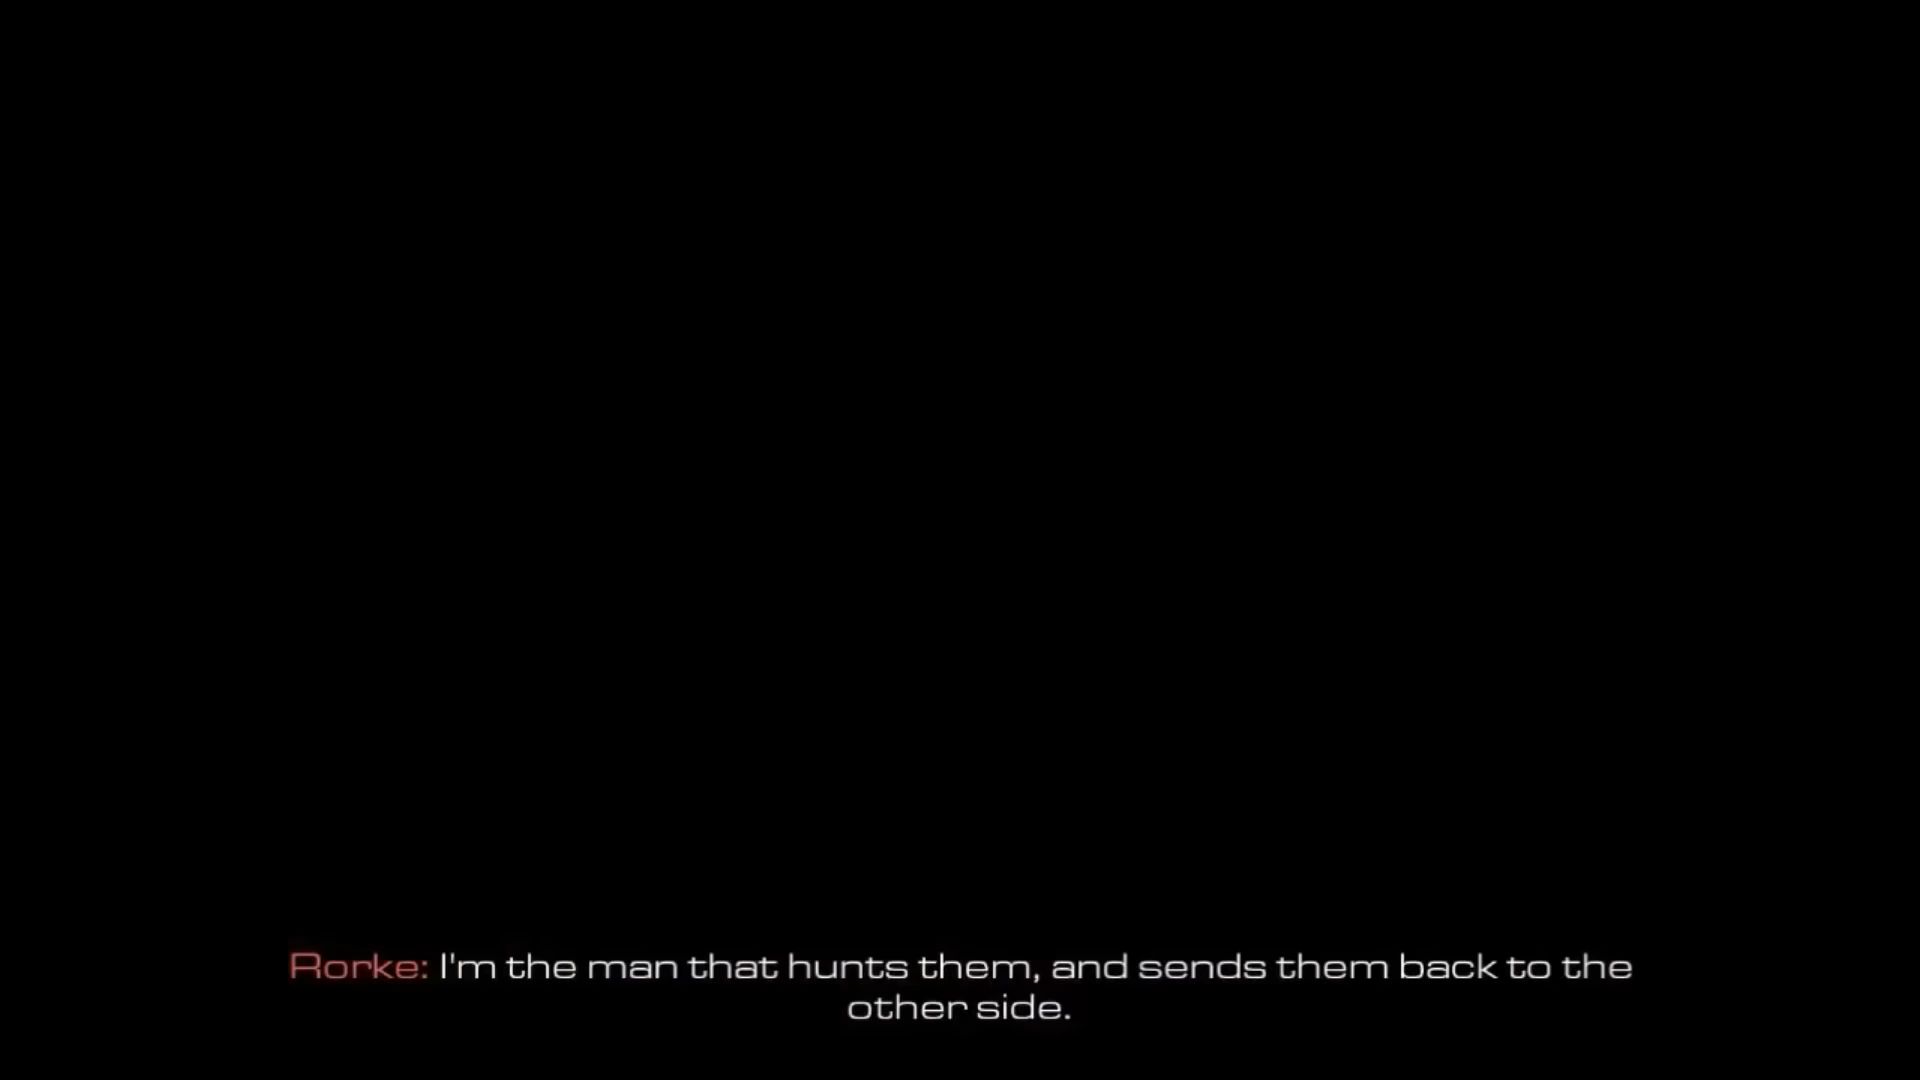 Rorke: I'm the man that hunts them, and sends them back to the
other side.